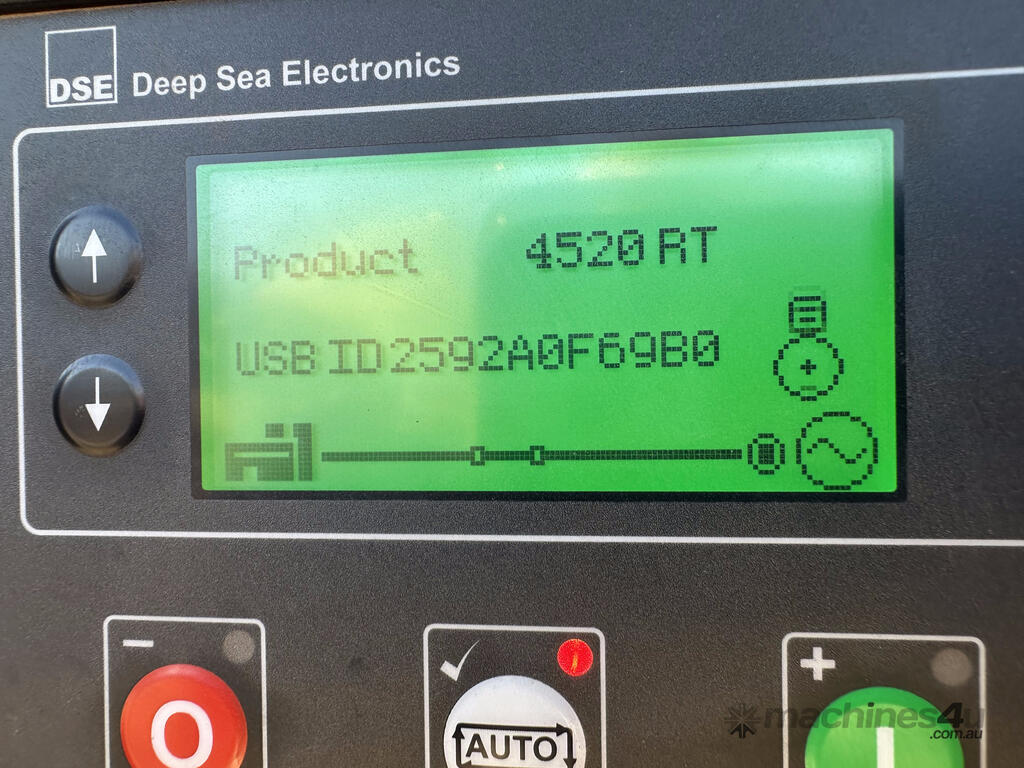 DSE Deep Sea Electronics
Product 4520 RT
USB ID 2592A0F69B0
O
AUTO
I
machines4u
.com.au